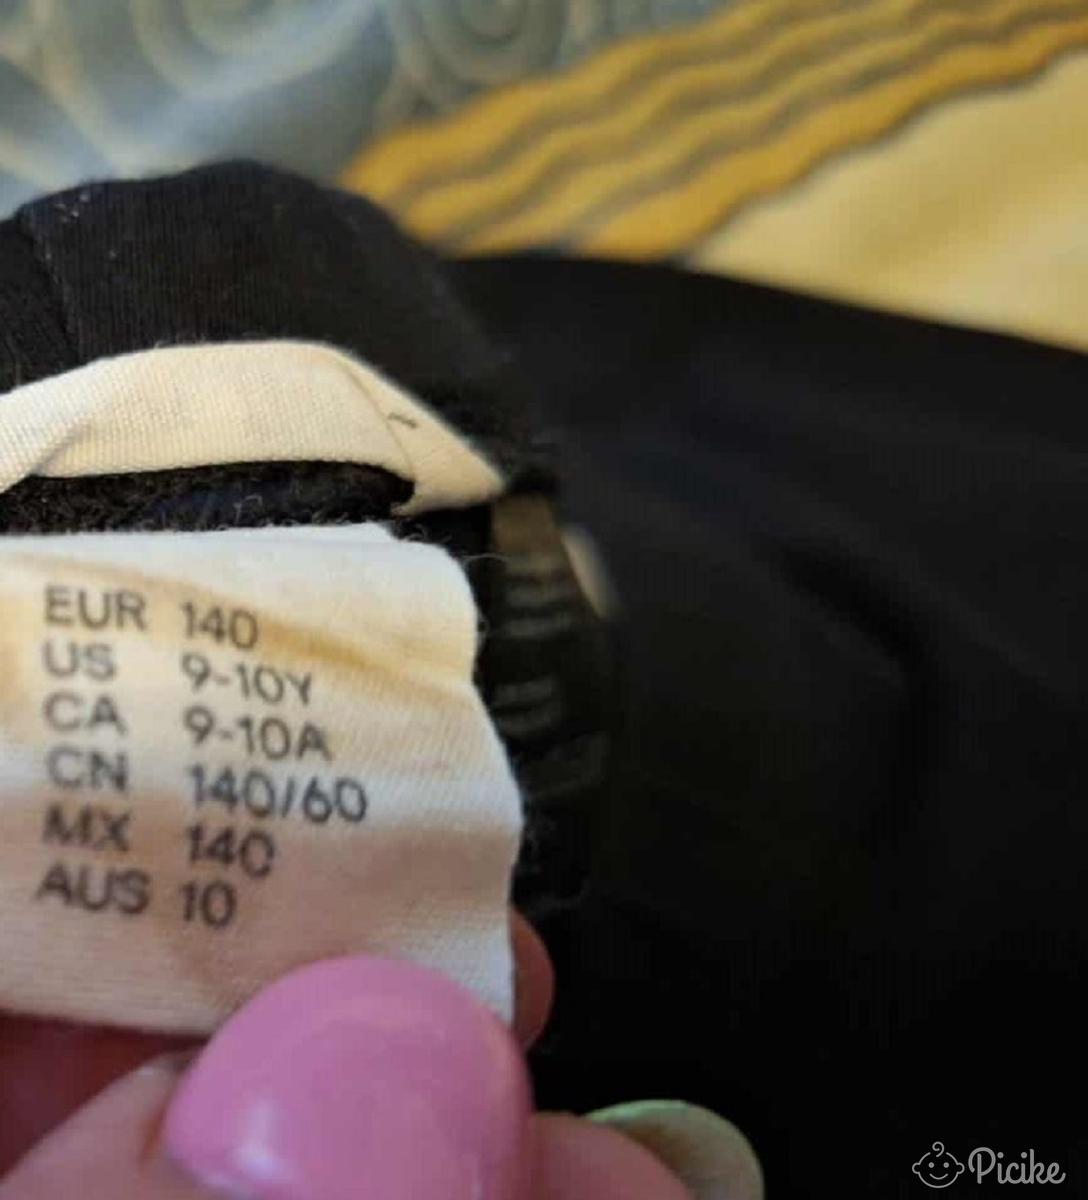 EUR 140
US 9-10Y
CA 9-10A
CN 140/60
MX 140
AUS 10
Picike